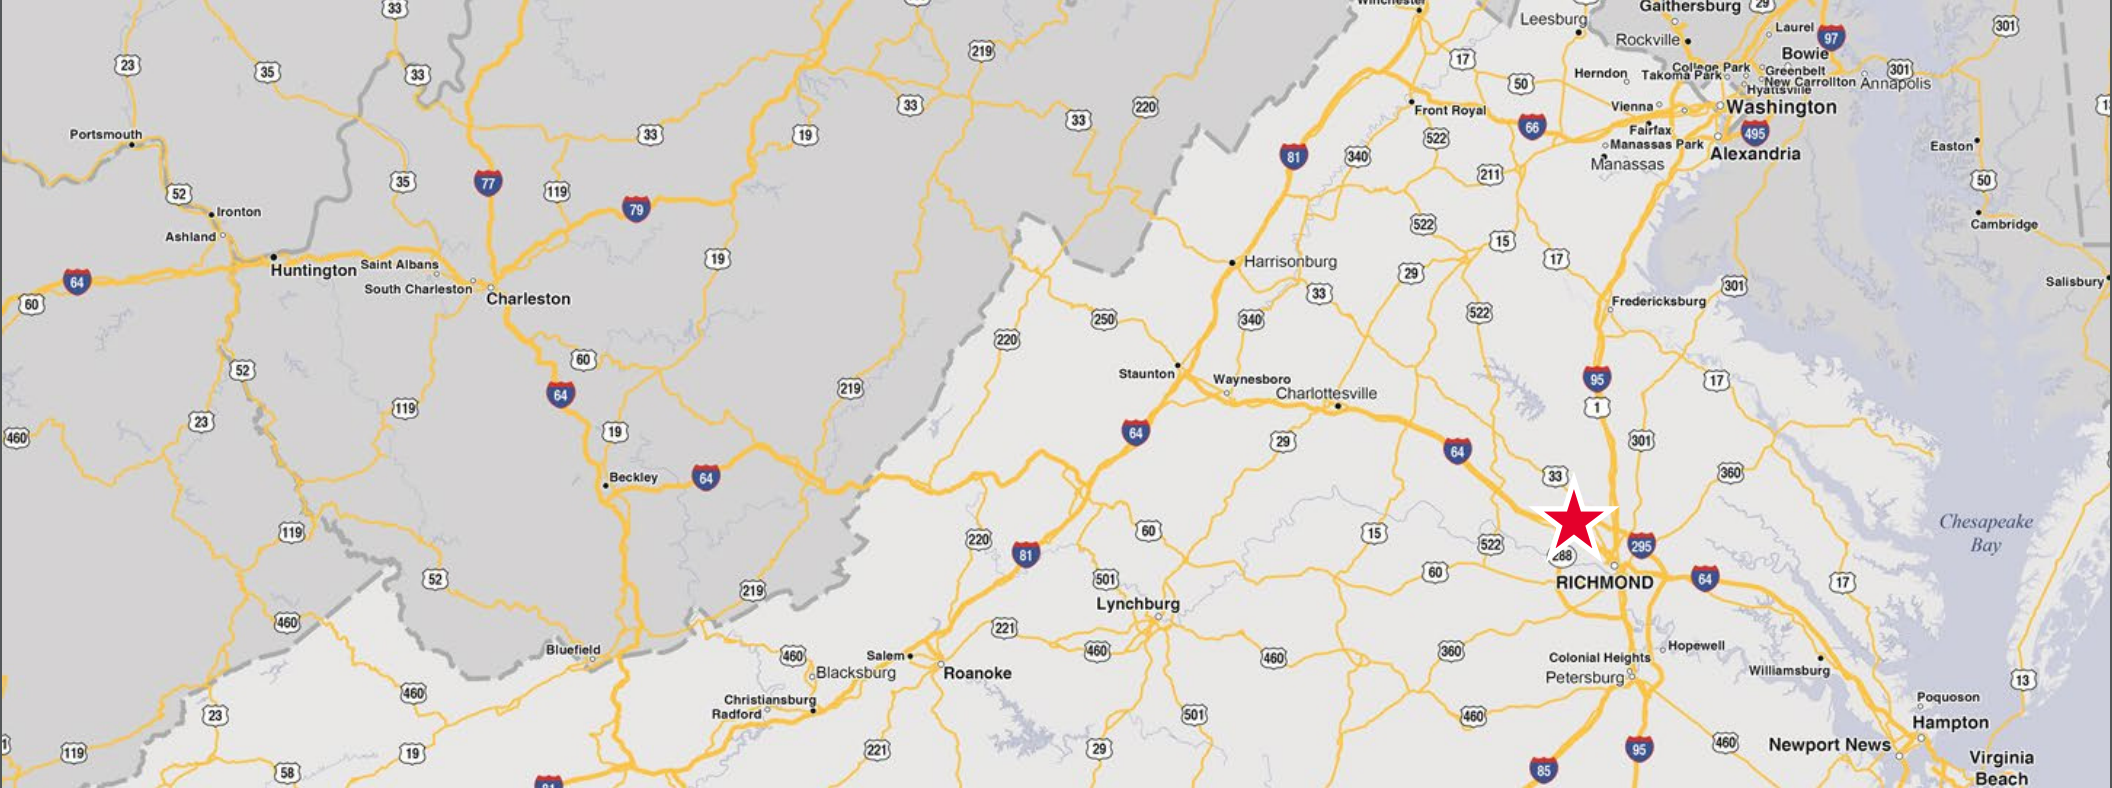 33
Winchester
Leesburg
Gaithersburg
29
Laurel
97
301
23
35
33
219
17
50
Rockville
Bowie
Herndon
College Park
Takoma Park
Greenbelt
New Carrollton
Hyattsville
301
Annapolis
33
220
33
33
19
Front Royal
66
Vienna
Washington
495
Fairfax
Manassas Park
Manassas
Alexandria
Easton
Portsmouth
52
35
77
119
79
81
340
522
211
50
Cambridge
Ironton
Ashland
Huntington
Saint Albans
South Charleston
Charleston
19
522
15
17
29
Harrisonburg
33
301
Salisbury
64
60
Fredericksburg
250
340
522
220
52
60
64
219
Staunton
Waynesboro
Charlottesville
95
1
17
119
23
460
19
64
29
64
301
Beckley
64
33
360
119
220
81
60
15
522
288
295
Chesapeake
Bay
52
219
501
Lynchburg
60
RICHMOND
64
17
460
221
460
460
360
Hopewell
Colonial Heights
Petersburg
Williamsburg
Bluefield
460
Blacksburg
Salem
Roanoke
Christiansburg
Radford
460
23
13
Poquoson
Hampton
501
460
119
19
58
221
29
85
95
460
Newport News
Virginia
Beach